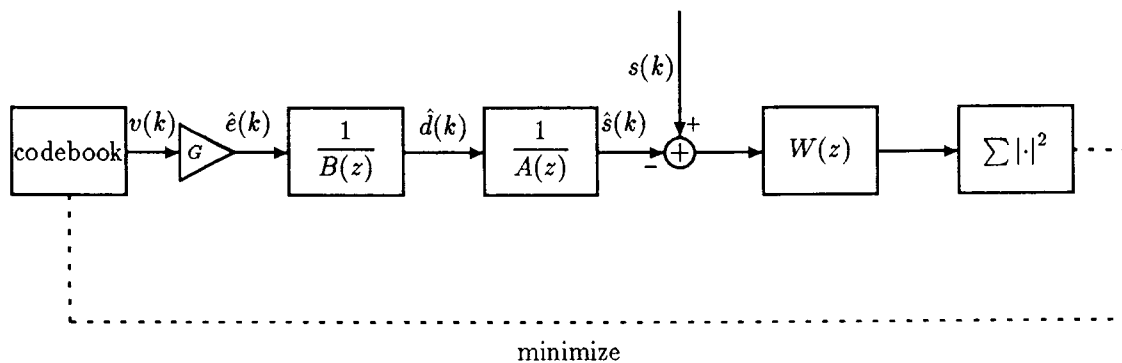 s(k)
+
codebook
v(k)
G
ê(k)
1
B(z)
d̂(k)
1
A(z)
ŝ(k)
−
+
W(z)
∑|·|²
minimize